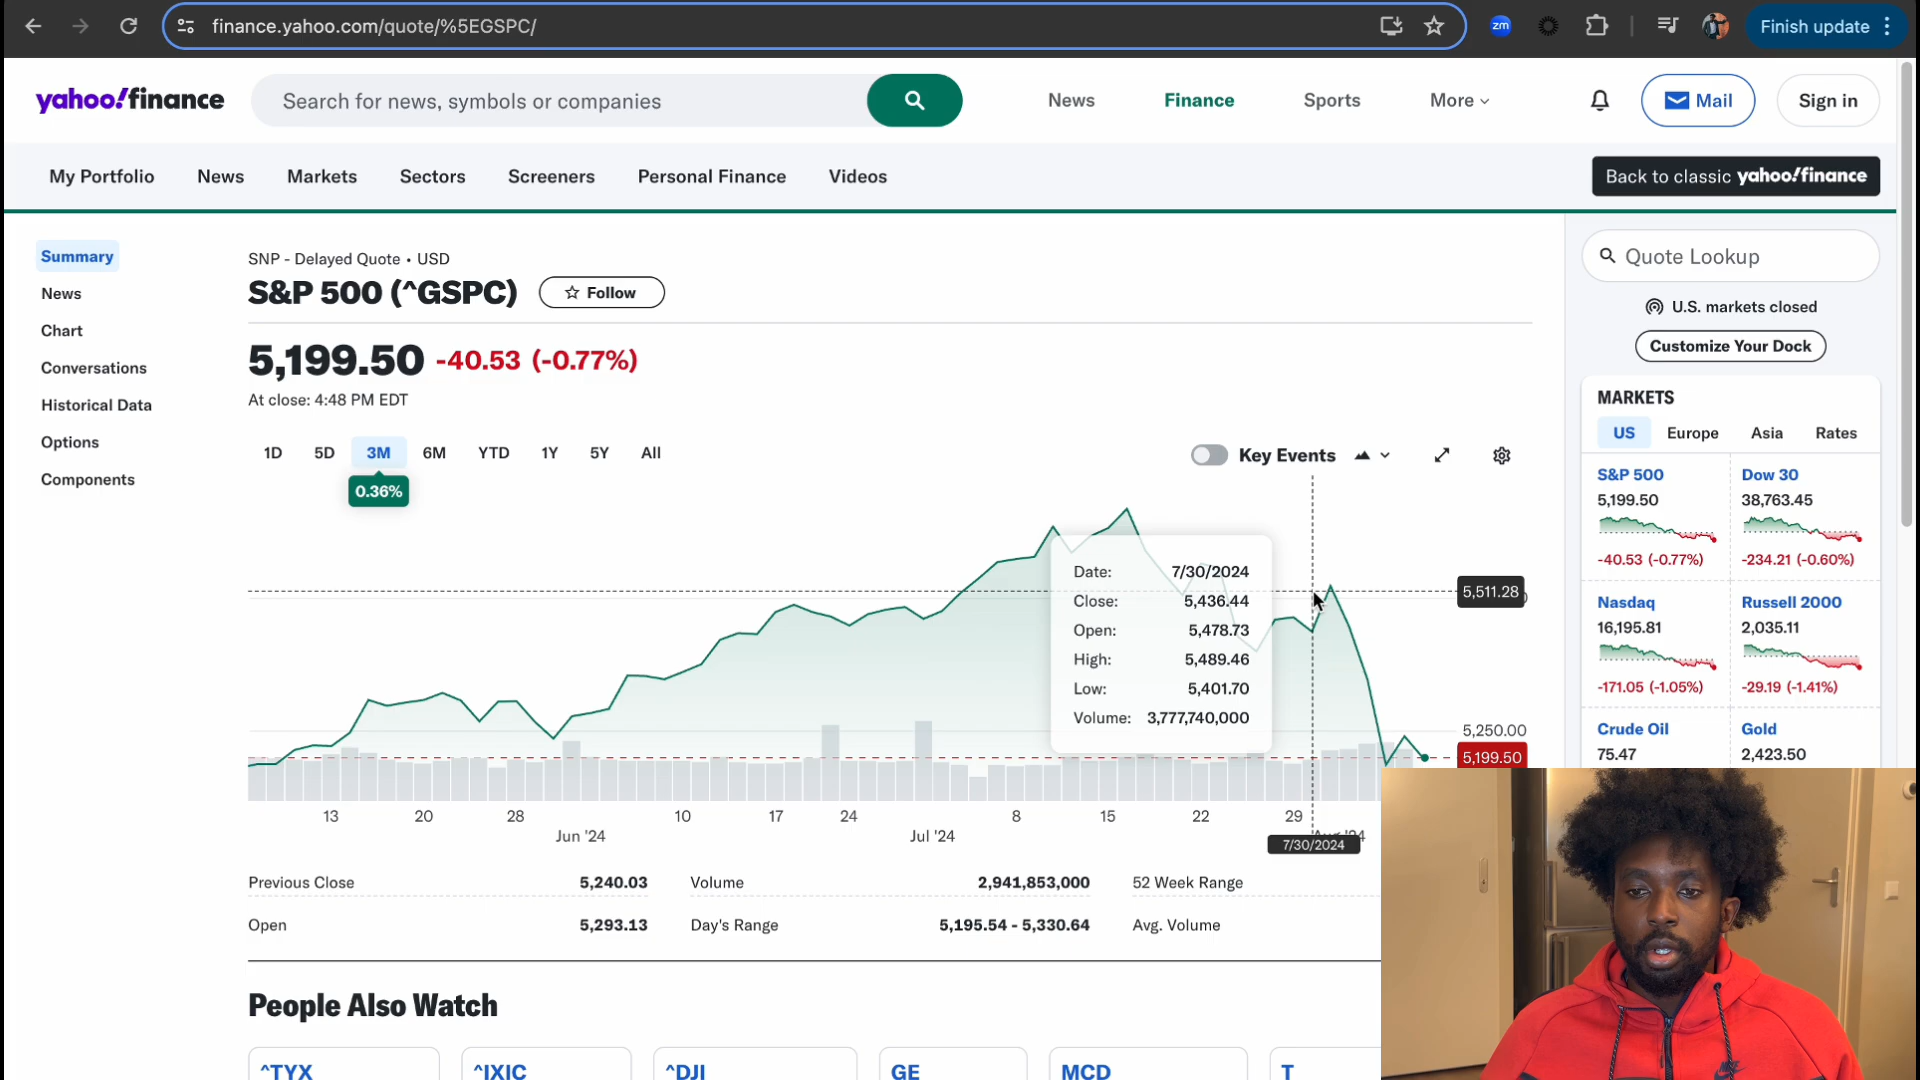 finance.yahoo.com/quote/%5EGSPC/
zm
Finish update
yahoo!finance
Search for news, symbols or companies
News
Finance
Sports
More
Mail
Sign in
My Portfolio
News
Markets
Sectors
Screeners
Personal Finance
Videos
Back to classic yahoo!finance
Summary
News
Chart
Conversations
Historical Data
Options
Components
SNP - Delayed Quote • USD
S&P 500 (^GSPC)
Follow
5,199.50 -40.53 (-0.77%)
At close: 4:48 PM EDT
1D 5D 3M 6M YTD 1Y 5Y All
0.36%
Key Events
Date: 7/30/2024
Close: 5,436.44
Open: 5,478.73
High: 5,489.46
Low: 5,401.70
Volume: 3,777,740,000
5,511.28
5,250.00
5,199.50
13 20 28 10 17 24 8 15 22 29
Jun '24 Jul '24
7/30/2024
Previous Close 5,240.03
Volume 2,941,853,000
52 Week Range
Open 5,293.13
Day's Range 5,195.54 - 5,330.64
Avg. Volume
People Also Watch
^TYX
^IXIC
^DJI
GE
MCD
T
Quote Lookup
U.S. markets closed
Customize Your Dock
MARKETS
US Europe Asia Rates
S&P 500
5,199.50
-40.53 (-0.77%)
Dow 30
38,763.45
-234.21 (-0.60%)
Nasdaq
16,195.81
-171.05 (-1.05%)
Russell 2000
2,035.11
-29.19 (-1.41%)
Crude Oil
75.47
Gold
2,423.50